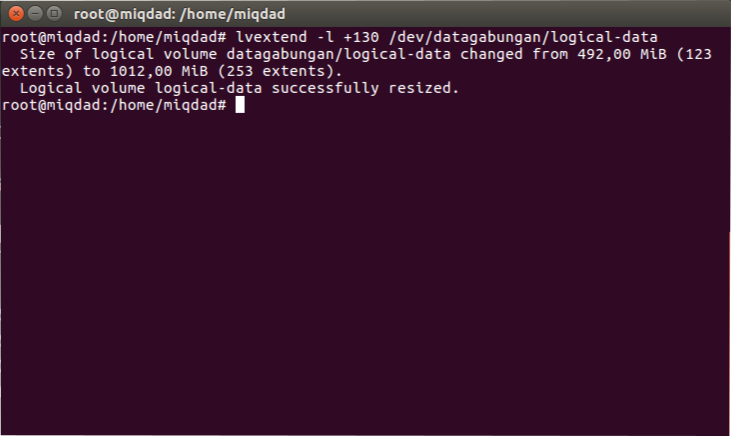 root@miqdad: /home/miqdad
root@miqdad:/home/miqdad# lvextend -l +130 /dev/datagabungan/logical-data
  Size of logical volume datagabungan/logical-data changed from 492,00 MiB (123
extents) to 1012,00 MiB (253 extents).
  Logical volume logical-data successfully resized.
root@miqdad:/home/miqdad#